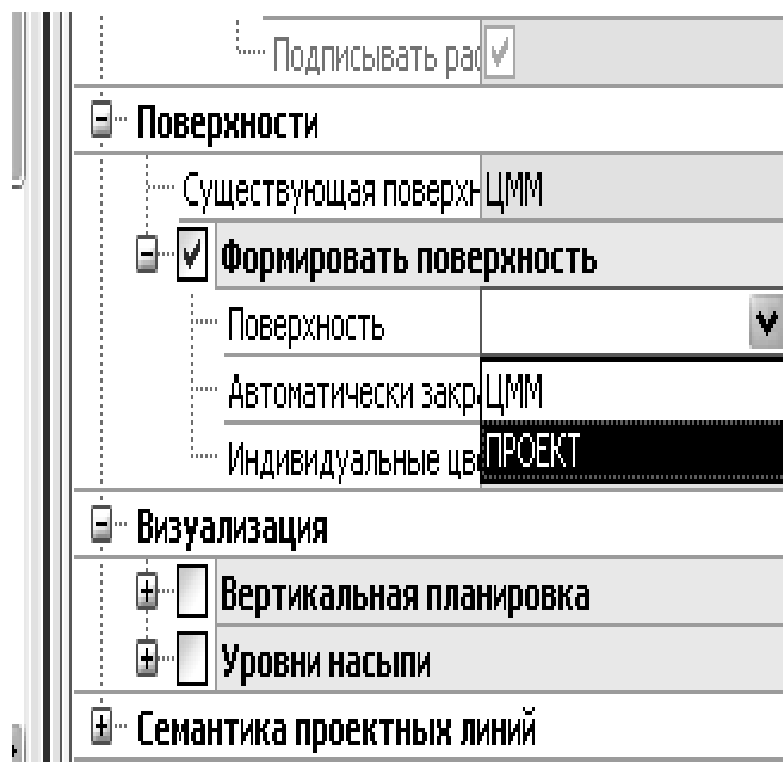 Подписывать рас
Поверхности
Существующая поверхн ЦММ
Формировать поверхность
Поверхность
Автоматически закр ЦММ
Индивидуальные цв ПРОЕКТ
Визуализация
Вертикальная планировка
Уровни насыпи
Семантика проектных линий